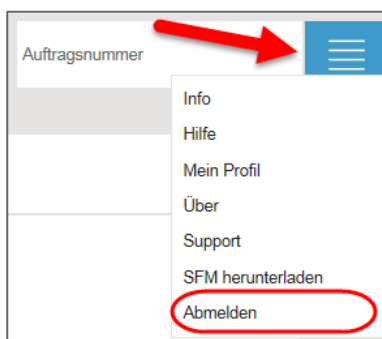 Auftragsnummer
Info
Hilfe
Mein Profil
Über
Support
SFM herunterladen
Abmelden